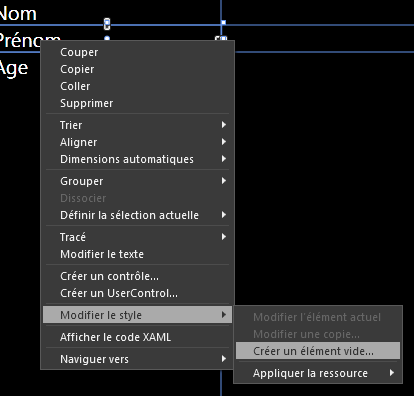 Nom
Prénom
Age
Couper
Copier
Coller
Supprimer
Trier
Aligner
Dimensions automatiques
Grouper
Dissocier
Définir la sélection actuelle
Tracé
Modifier le texte
Créer un contrôle...
Créer un UserControl...
Modifier le style
Afficher le code XAML
Naviguer vers
Modifier l'élément actuel
Modifier une copie...
Créer un élément vide...
Appliquer la ressource